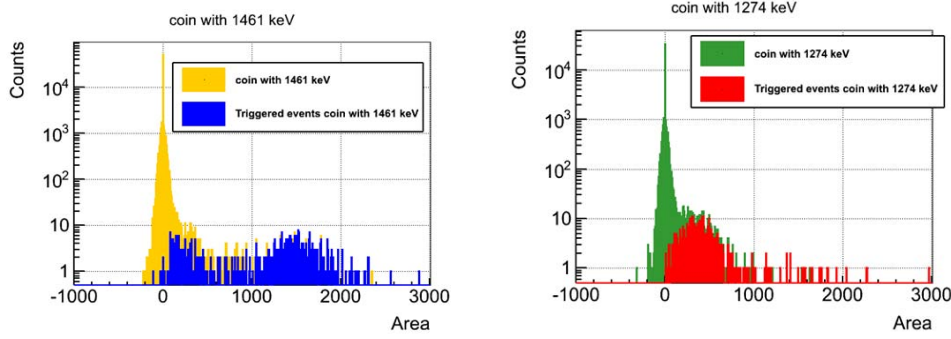 coin with 1461 keV
Counts
10^4
10^3
10^2
10
1
coin with 1461 keV
Triggered events coin with 1461 keV
-1000 0 1000 2000 3000
Area
coin with 1274 keV
Counts
10^4
10^3
10^2
10
1
coin with 1274 keV
Triggered events coin with 1274 keV
-1000 0 1000 2000 3000
Area